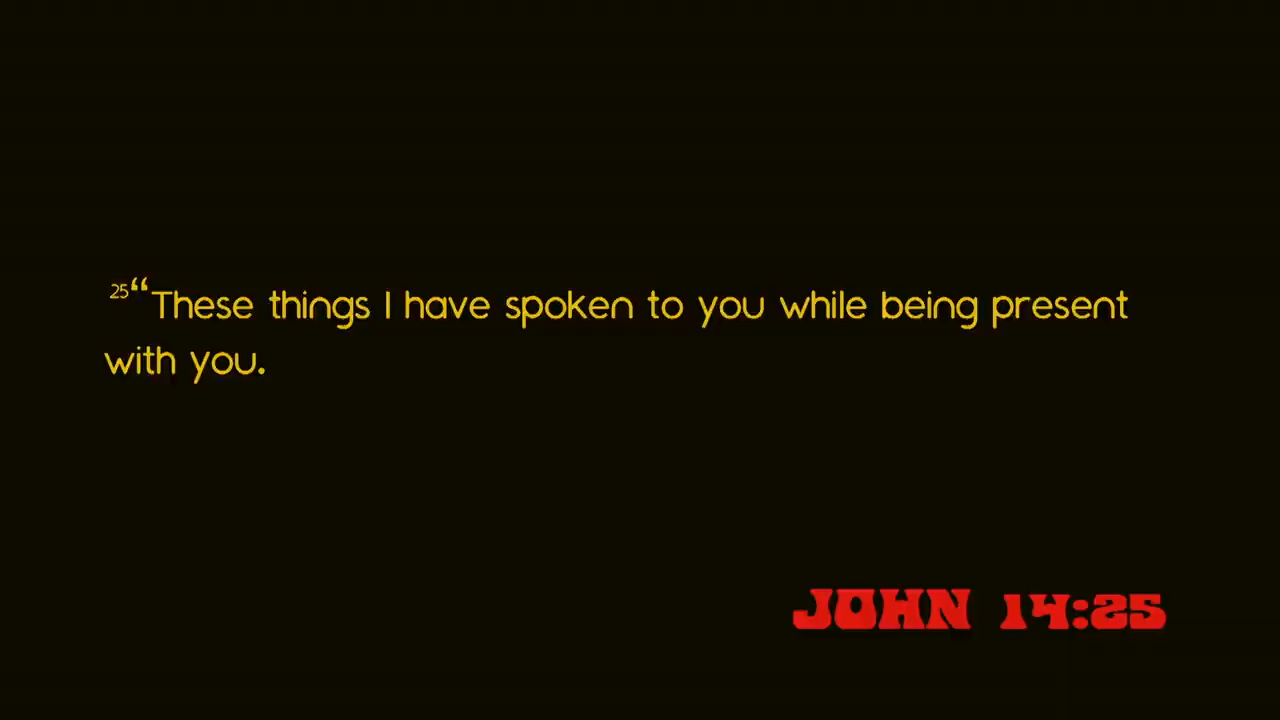 25“These things I have spoken to you while being present
with you.
JOHN 14:25